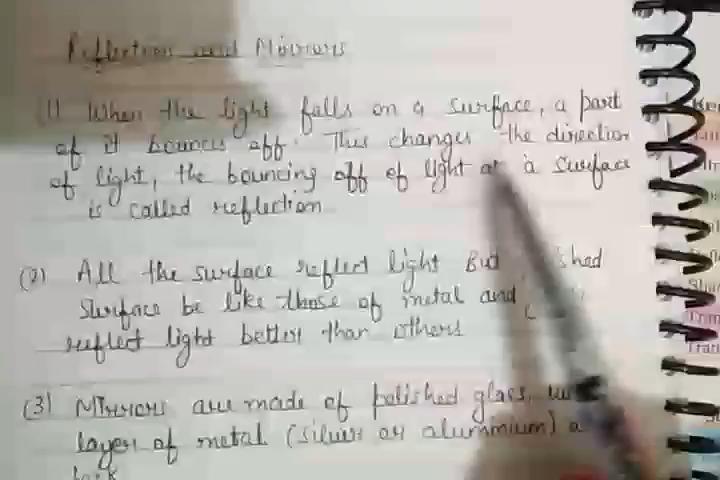 Reflection and Mirrors
(1) When the light falls on a surface, a part
of it bounces off. This changes the direction
of light, the bouncing off of light at a surface
is called reflection
(2) All the surface reflect light But
surface be like those of metal and
reflect light better than others
(3) Mirrors are made of polished glass,
layer of metal (silver or aluminium) a